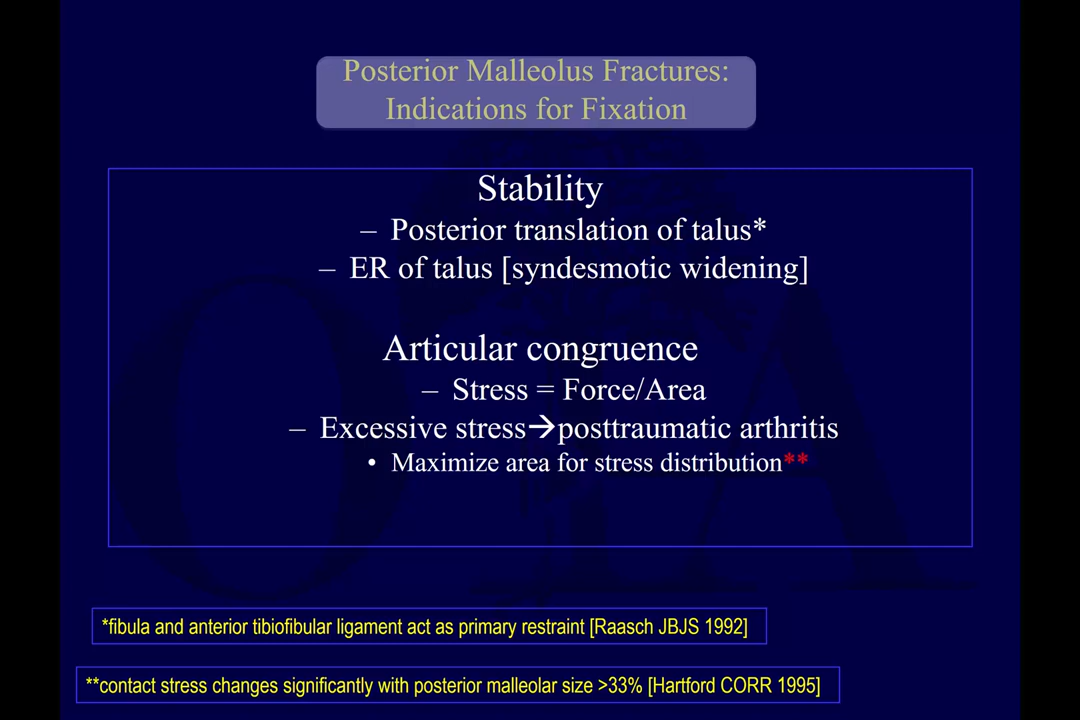 Posterior Malleolus Fractures:
Indications for Fixation
Stability
– Posterior translation of talus*
– ER of talus [syndesmotic widening]
Articular congruence
– Stress = Force/Area
– Excessive stress→posttraumatic arthritis
• Maximize area for stress distribution**
OTA
*fibula and anterior tibiofibular ligament act as primary restraint [Raasch JBJS 1992]
**contact stress changes significantly with posterior malleolar size >33% [Hartford CORR 1995]